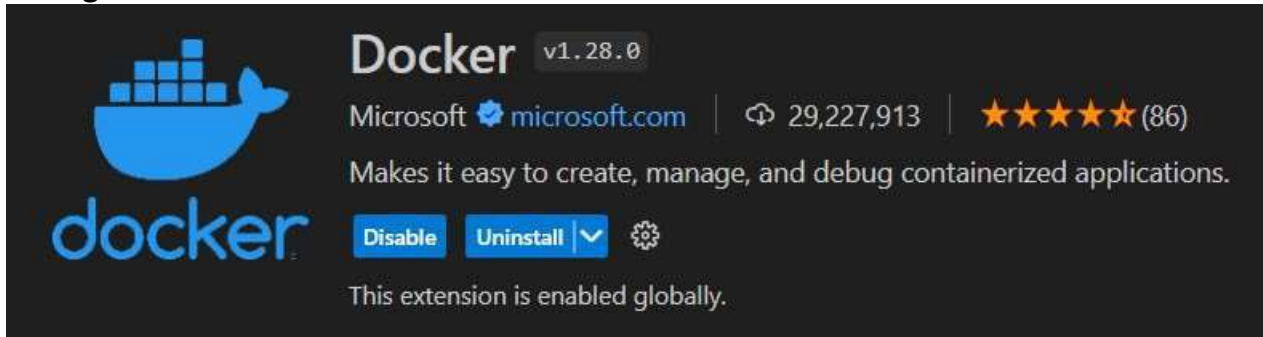 Docker v1.28.0
Microsoft microsoft.com 29,227,913 (86)
Makes it easy to create, manage, and debug containerized applications.
docker
Disable Uninstall
This extension is enabled globally.